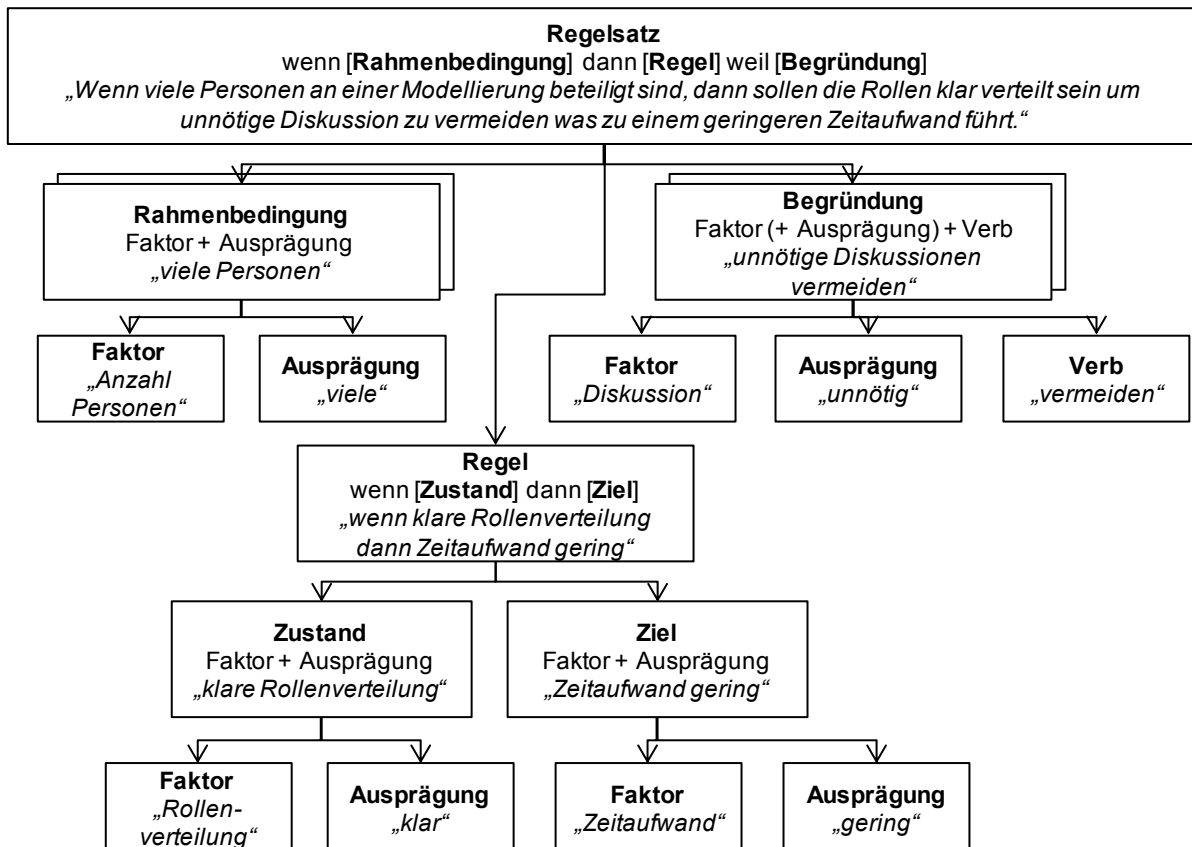 Regelsatz
wenn [Rahmenbedingung] dann [Regel] weil [Begründung]
„Wenn viele Personen an einer Modellierung beteiligt sind, dann sollen die Rollen klar verteilt sein um
unnötige Diskussion zu vermeiden was zu einem geringeren Zeitaufwand führt.“
Rahmenbedingung
Faktor + Ausprägung
„viele Personen“
Begründung
Faktor (+ Ausprägung) + Verb
„unnötige Diskussionen
vermeiden“
Faktor
„Anzahl
Personen“
Ausprägung
„viele“
Faktor
„Diskussion“
Ausprägung
„unnötig“
Verb
„vermeiden“
Regel
wenn [Zustand] dann [Ziel]
„wenn klare Rollenverteilung
dann Zeitaufwand gering“
Zustand
Faktor + Ausprägung
„klare Rollenverteilung“
Ziel
Faktor + Ausprägung
„Zeitaufwand gering“
Faktor
„Rollen-
verteilung“
Ausprägung
„klar“
Faktor
„Zeitaufwand“
Ausprägung
„gering“